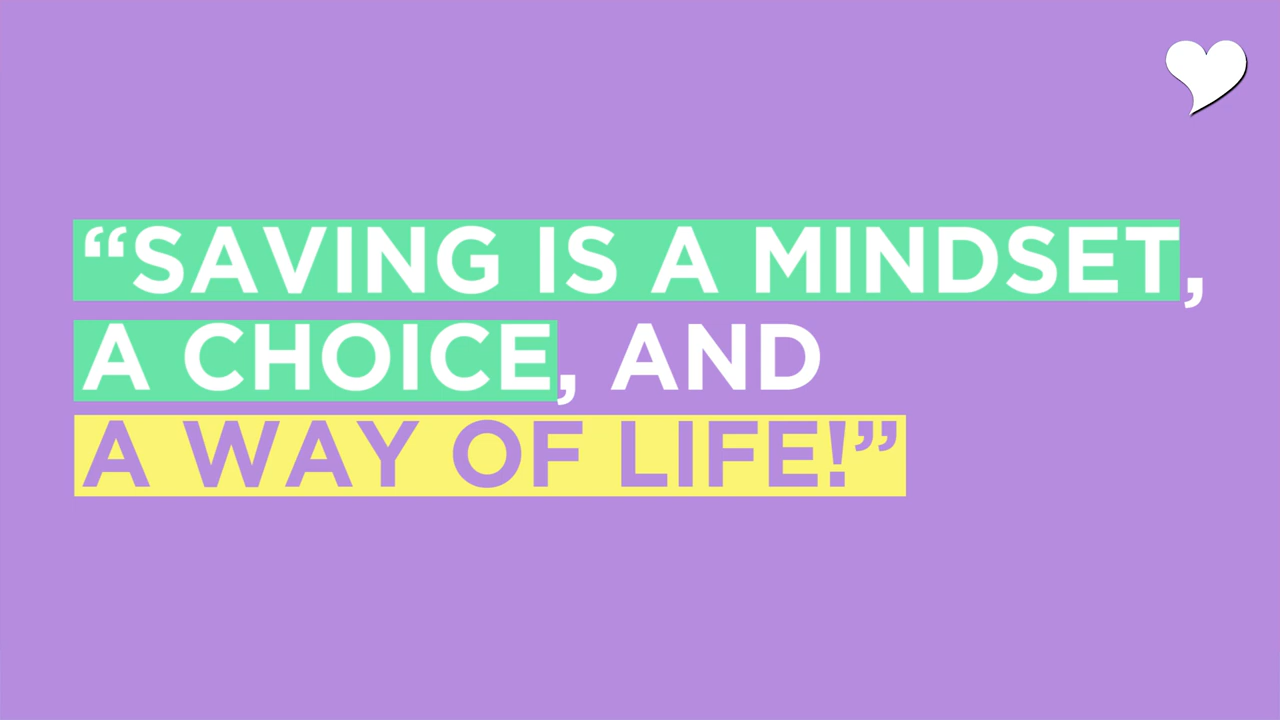 “SAVING IS A MINDSET,
A CHOICE, AND
A WAY OF LIFE!”